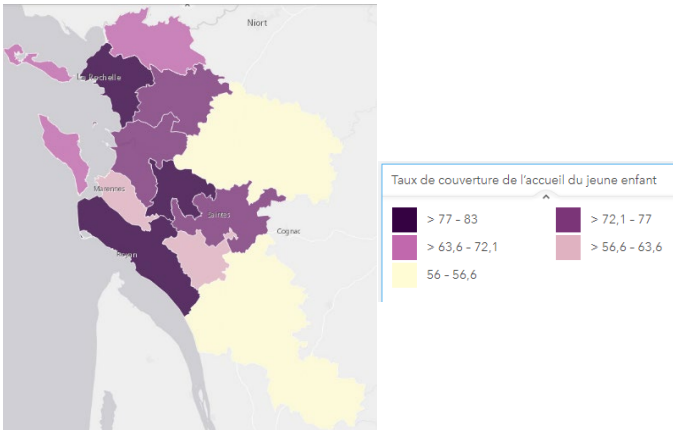 Niort
La Rochelle
Marennes
Saintes
Cognac
Royan
Taux de couverture de l'accueil du jeune enfant
> 77 - 83
> 72,1 - 77
> 63,6 - 72,1
> 56,6 - 63,6
56 - 56,6